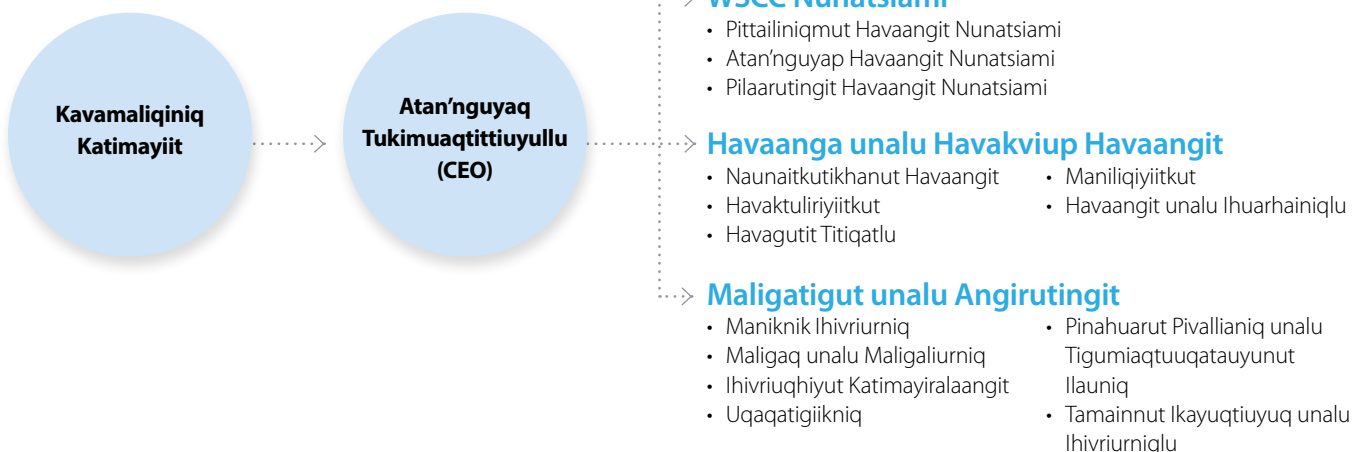 WSCC Nunatsiami
• Pittailiniqmut Havaangit Nunatsiami
• Atan'nguyap Havaangit Nunatsiami
• Pilaarutingit Havaangit Nunatsiami
Kavamaliqiniq
Katimayiit
Atan'nguyaq
Tukimuaqtittiuyullu
(CEO)
Havaanga unalu Havakviup Havaangit
• Naunaitkutikhanut Havaangit
• Havaktuliriyiitkut
• Havagutit Titiqatlu
• Maniliqiyiitkut
• Havaangit unalu Ihuarhainiqlu
Maligatigut unalu Angirutingit
• Maniknik Ihivriurniq
• Maligaq unalu Maligaliurniq
• Ihivriuqhiyut Katimayiralaangit
• Uqaqatigiikniq
• Pinahuarut Pivallianiq unalu
Tigumiaqtuuqatauyunut
Ilauniq
• Tamainnut Ikayuqtiuyuq unalu
Ihivriurniqlu